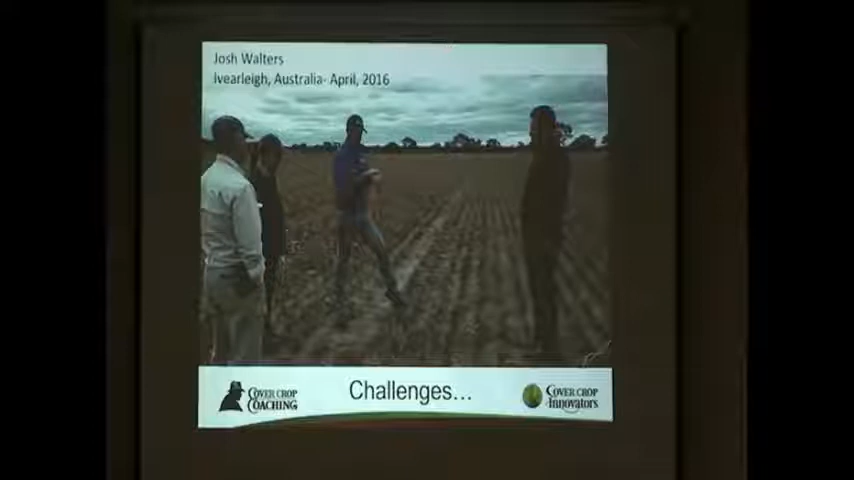 Josh Walters
Ivearleigh, Australia- April, 2016
COVER CROP
COACHING
Challenges...
COVER CROP
Innovators